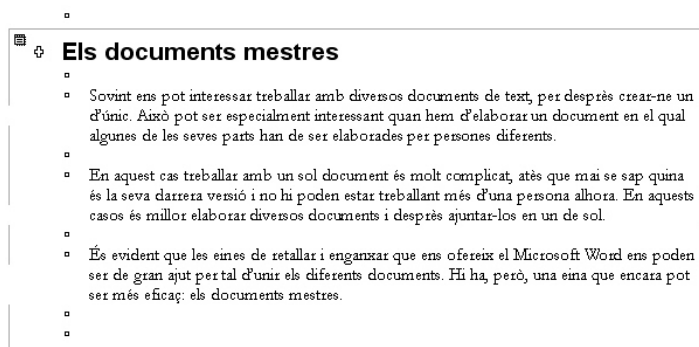 Els documents mestres
Sovint ens pot interessar treballar amb diversos documents de text, per desprès crear-ne un
d'únic. Això pot ser especialment interessant quan hem d'elaborar un document en el qual
algunes de les seves parts han de ser elaborades per persones diferents.
En aquest cas treballar amb un sol document és molt complicat, atès que mai se sap quina
és la seva darrera versió i no hi poden estar treballant més d'una persona alhora. En aquests
casos és millor elaborar diversos documents i desprès ajuntar-los en un de sol.
És evident que les eines de retallar i enganxar que ens ofereix el Microsoft Word ens poden
ser de gran ajut per tal d'unir els diferents documents. Hi ha, però, una eina que encara pot
ser més eficaç: els documents mestres.